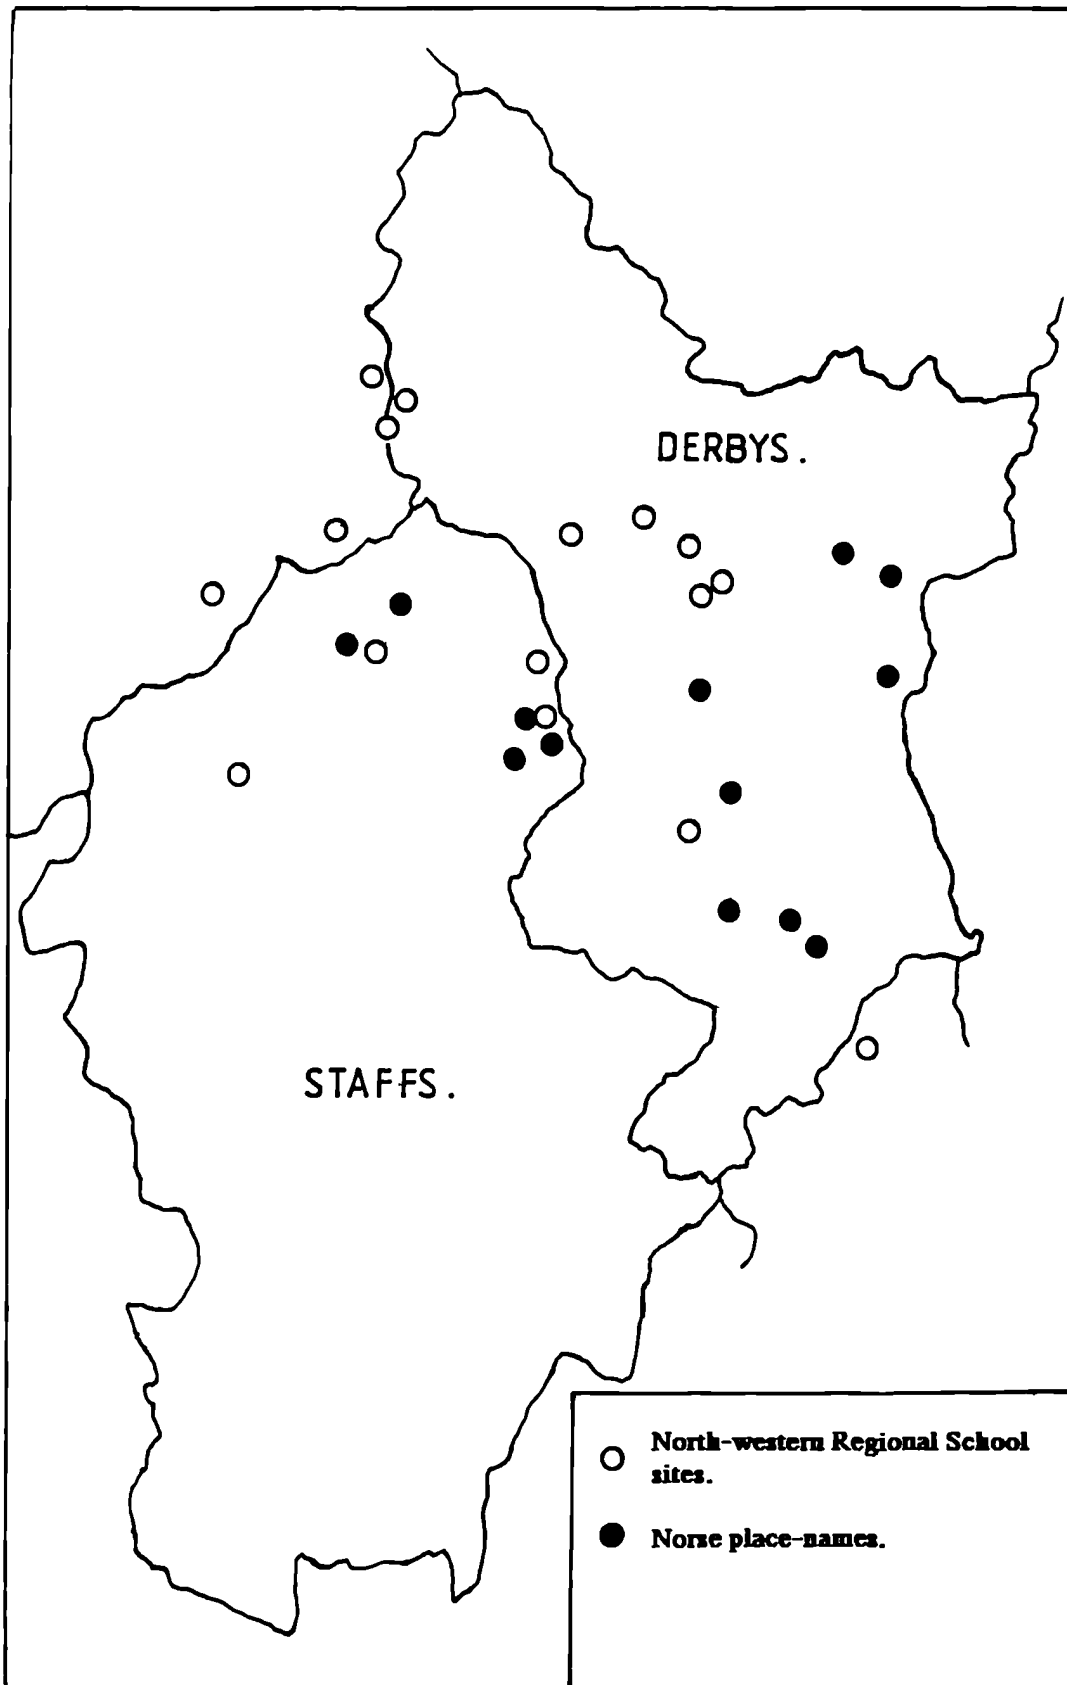 DERBYS.
STAFFS.
North-western Regional School
sites.
Norse place-names.